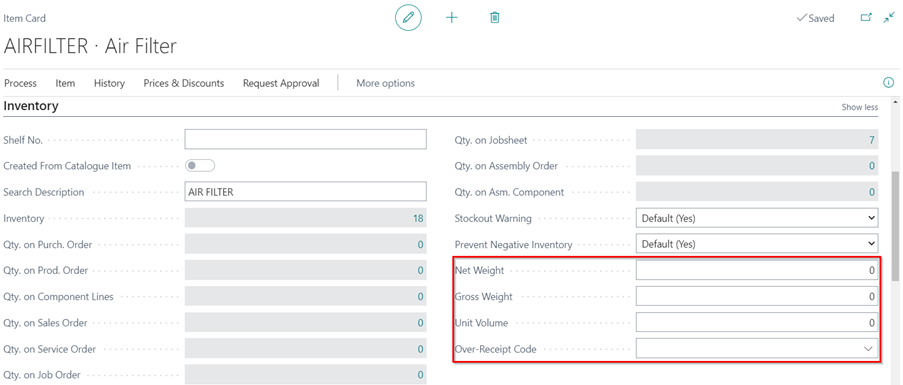 Item Card
Saved
AIRFILTER · Air Filter
Process Item History Prices & Discounts Request Approval More options
Inventory
Show less
Shelf No.
Created From Catalogue Item
Search Description AIR FILTER
Inventory 18
Qty. on Purch. Order 0
Qty. on Prod. Order 0
Qty. on Component Lines 0
Qty. on Sales Order 0
Qty. on Service Order 0
Qty. on Job Order 0
Qty. on Jobsheet 7
Qty. on Assembly Order 0
Qty. on Asm. Component 0
Stockout Warning Default (Yes)
Prevent Negative Inventory Default (Yes)
Net Weight 0
Gross Weight 0
Unit Volume 0
Over-Receipt Code